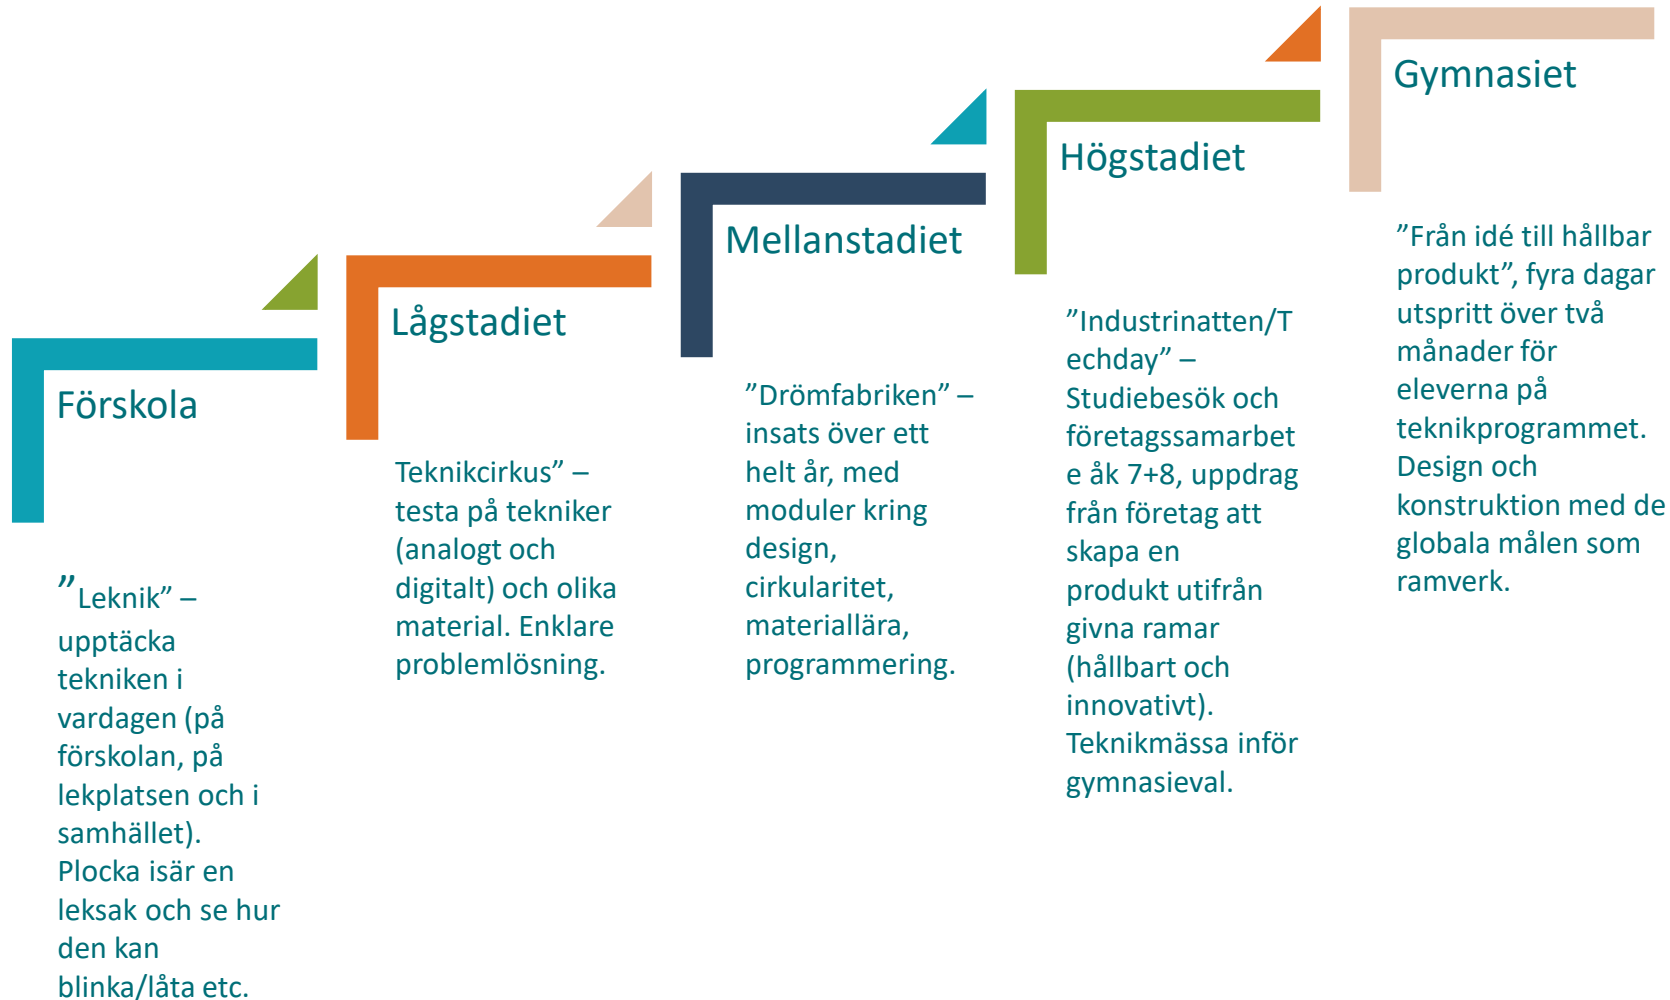 Förskola
”Leknik” –
upptäcka
tekniken i
vardagen (på
förskolan, på
lekplatsen och i
samhället).
Plocka isär en
leksak och se hur
den kan
blinka/låta etc.
Lågstadiet
Teknikcirkus” –
testa på tekniker
(analogt och
digitalt) och olika
material. Enklare
problemlösning.
Mellanstadiet
”Drömfabriken” –
insats över ett
helt år, med
moduler kring
design,
cirkularitet,
materiallära,
programmering.
Högstadiet
”Industrinatten/T
echday” –
Studiebesök och
företagssamarbet
e åk 7+8, uppdrag
från företag att
skapa en
produkt utifrån
givna ramar
(hållbart och
innovativt).
Teknikmässa inför
gymnasieval.
Gymnasiet
”Från idé till hållbar
produkt”, fyra dagar
utspritt över två
månader för
eleverna på
teknikprogrammet.
Design och
konstruktion med de
globala målen som
ramverk.